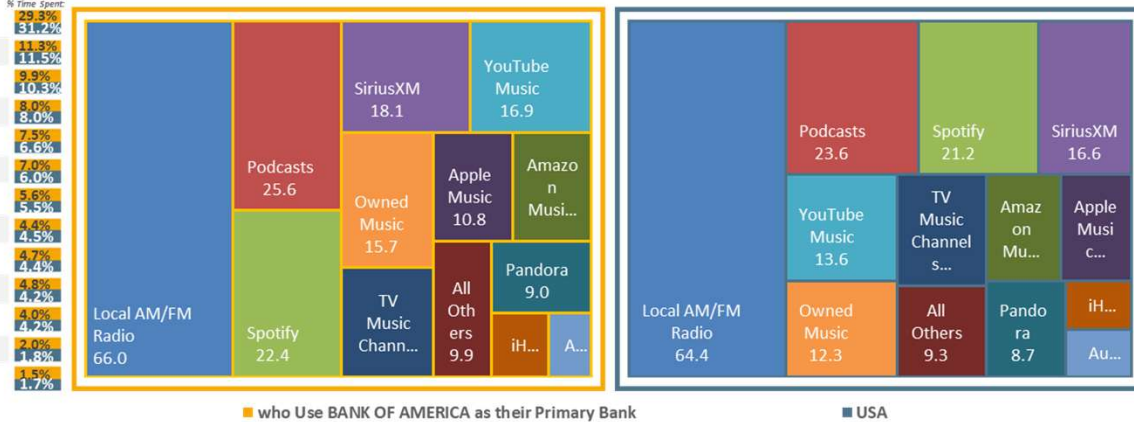 % Time Spent:
29.3%
31.2%
11.3%
11.5%
9.9%
10.3%
8.0%
8.0%
7.5%
6.6%
7.0%
6.0%
5.6%
5.5%
4.4%
4.5%
4.7%
4.4%
4.8%
4.2%
4.0%
4.2%
2.0%
1.8%
1.5%
1.7%
Local AM/FM
Radio
66.0
Podcasts
25.6
Spotify
22.4
SiriusXM
18.1
YouTube
Music
16.9
Owned
Music
15.7
Apple
Music
10.8
Amazo
n
Musi...
TV
Music
Chann...
All
Oth
ers
9.9
Pandora
9.0
iH...
A...
Local AM/FM
Radio
64.4
Podcasts
23.6
Spotify
21.2
SiriusXM
16.6
YouTube
Music
13.6
TV
Music
Channels
...
Amaz
on
Mu...
Apple
Musi
c...
Owned
Music
12.3
All
Others
9.3
Pando
ra
8.7
iH...
Au...
who Use BANK OF AMERICA as their Primary Bank
USA